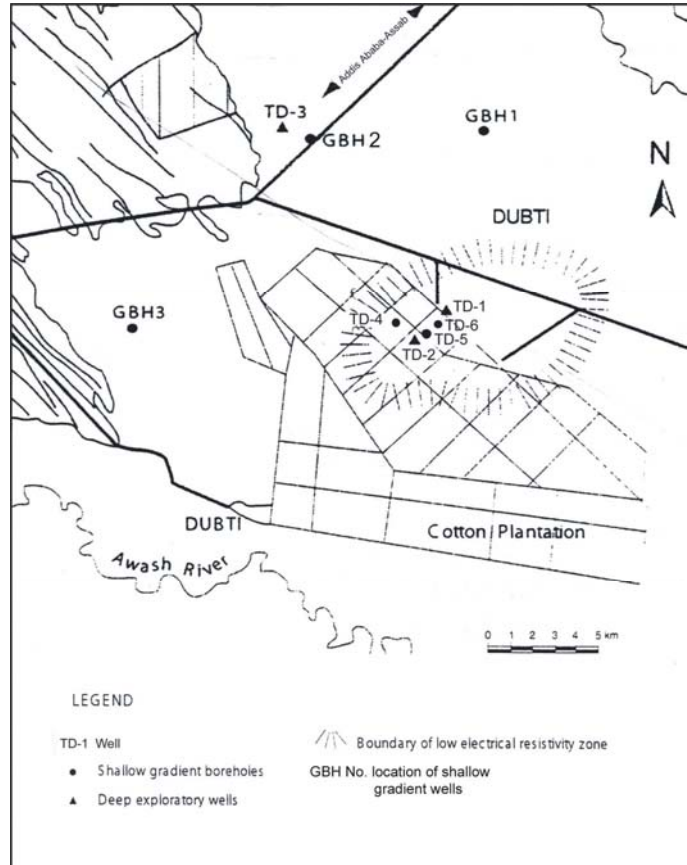 Addis Ababa-Assab
TD-3
GBH2
GBH1
N
DUBTI
GBH3
TD-1
TD-4
TD-6
TD-5
TD-2
DUBTI
Cotton Plantation
Awash River
0 1 2 3 4 5 km
LEGEND
TD-1 Well
Shallow gradient boreholes
Deep exploratory wells
Boundary of low electrical resistivity zone
GBH No. location of shallow
gradient wells